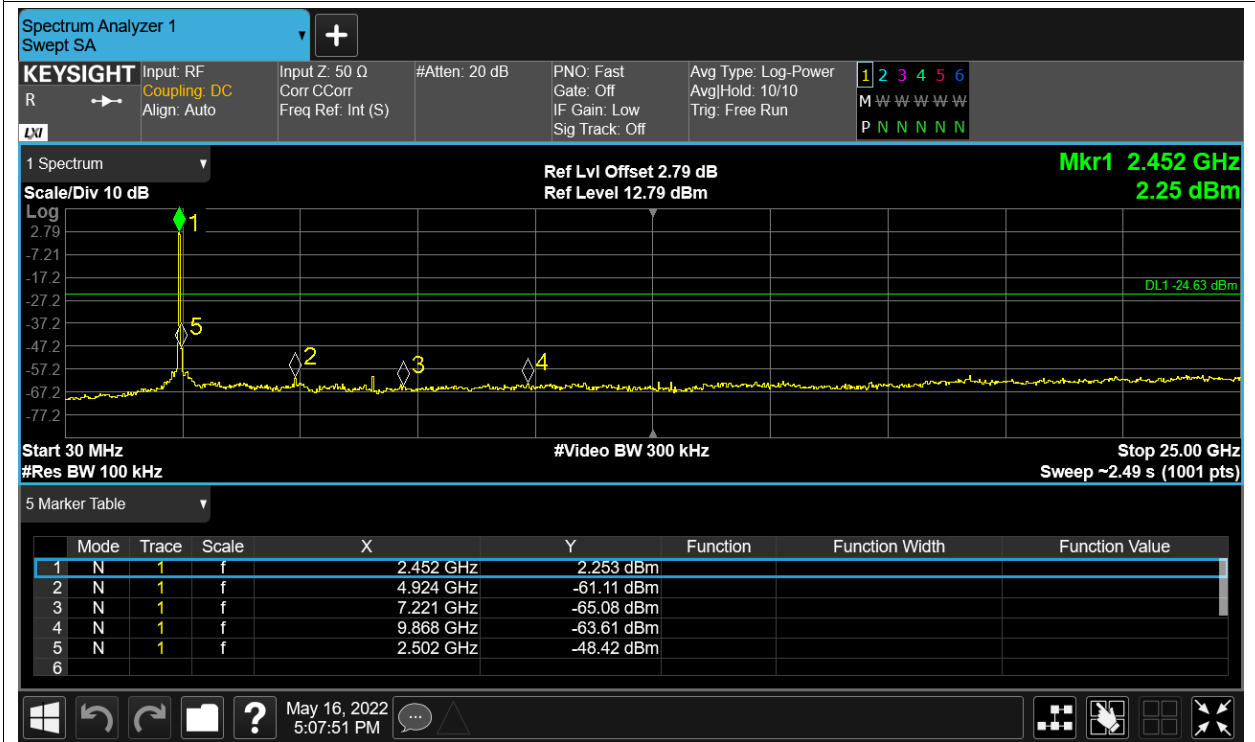 Spectrum Analyzer 1
Swept SA
+
KEYSIGHT Input: RF Input Z: 50 Ω #Atten: 20 dB PNO: Fast Avg Type: Log-Power 1 2 3 4 5 6
R Coupling: DC Corr CCorr Gate: Off Avg|Hold: 10/10 M W W W W W
Align: Auto Freq Ref: Int (S) IF Gain: Low Trig: Free Run
LXI Sig Track: Off P N N N N N N
1 Spectrum Ref Lvl Offset 2.79 dB Mkr1 2.452 GHz
Scale/Div 10 dB Ref Level 12.79 dBm 2.25 dBm
Log
1
2.79
-7.21
-17.2
DL1 -24.63 dBm
-27.2
-37.2
5
-47.2
2
3
4
-57.2
-67.2
-77.2
Start 30 MHz #Video BW 300 kHz Stop 25.00 GHz
#Res BW 100 kHz Sweep ~2.49 s (1001 pts)
5 Marker Table
Mode Trace Scale X Y Function Function Width Function Value
1 N 1 f 2.452 GHz 2.253 dBm
2 N 1 f 4.924 GHz -61.11 dBm
3 N 1 f 7.221 GHz -65.08 dBm
4 N 1 f 9.868 GHz -63.61 dBm
5 N 1 f 2.502 GHz -48.42 dBm
6
? May 16, 2022
5:07:51 PM